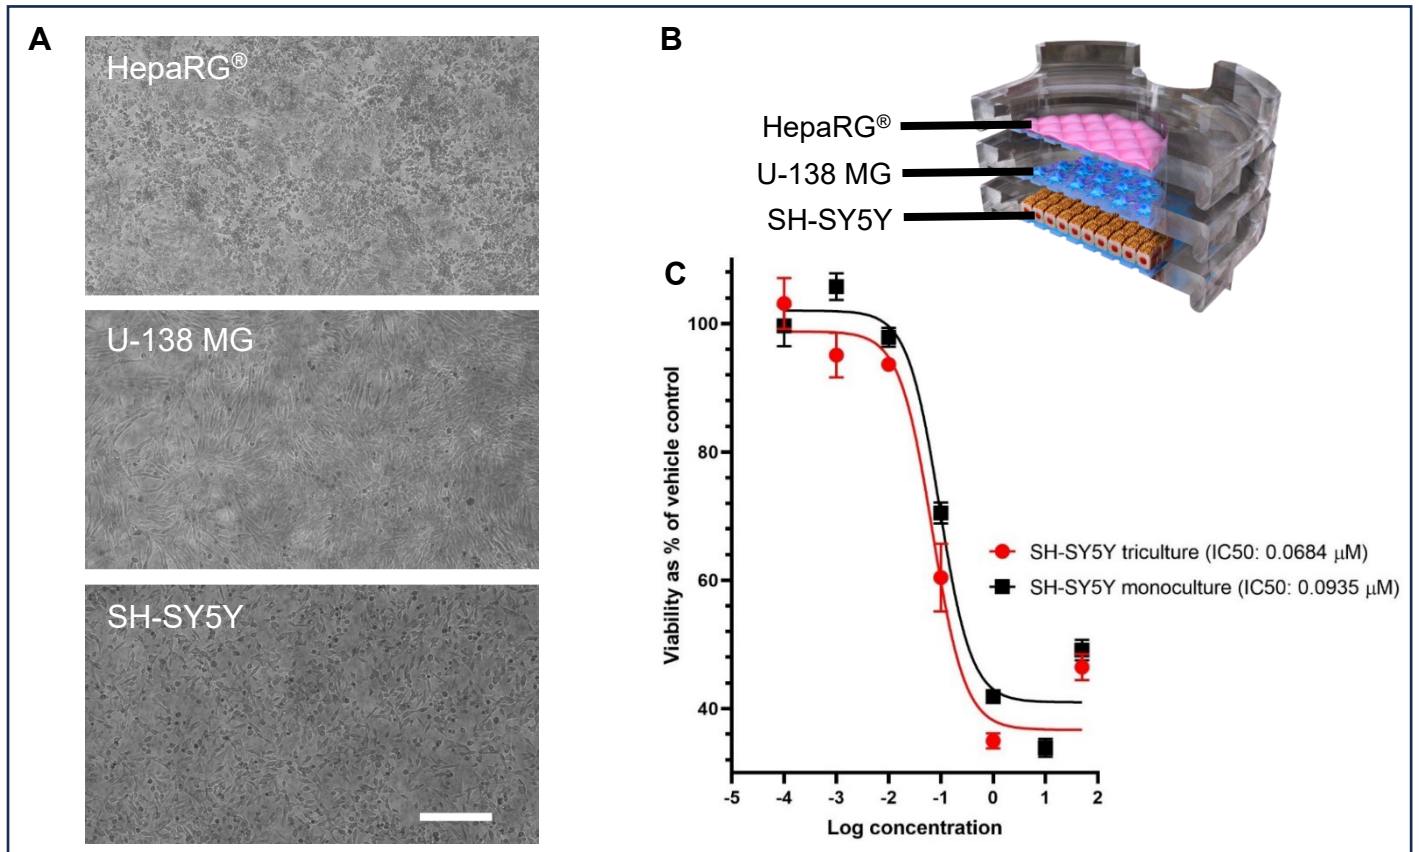 A
HepaRG®
U-138 MG
SH-SY5Y
B
HepaRG®
U-138 MG
SH-SY5Y
C
Viability as % of vehicle control
100
80
60
40
-5 -4 -3 -2 -1 0 1 2
Log concentration
SH-SY5Y triculture (IC50: 0.0684 μM)
SH-SY5Y monoculture (IC50: 0.0935 μM)